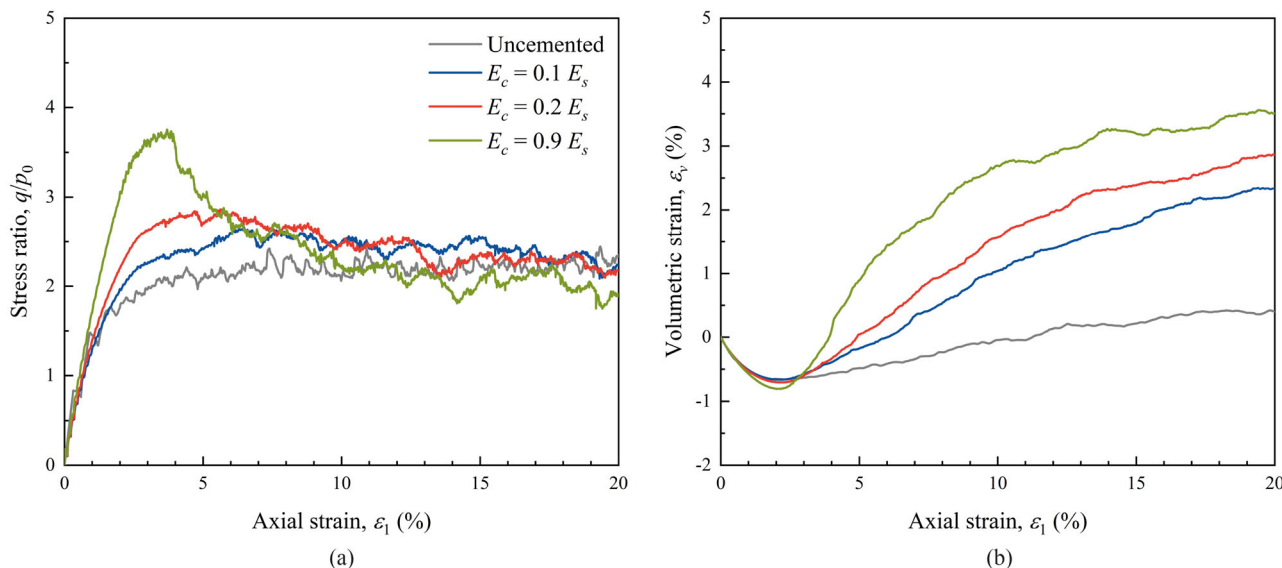 5
4
3
2
1
0
Stress ratio, q/p0
Uncemented
Ec = 0.1 Es
Ec = 0.2 Es
Ec = 0.9 Es
0 5 10 15 20
Axial strain, ε1 (%)
(a)
5
4
3
2
1
0
-1
-2
Volumetric strain, εv (%)
0 5 10 15 20
Axial strain, ε1 (%)
(b)